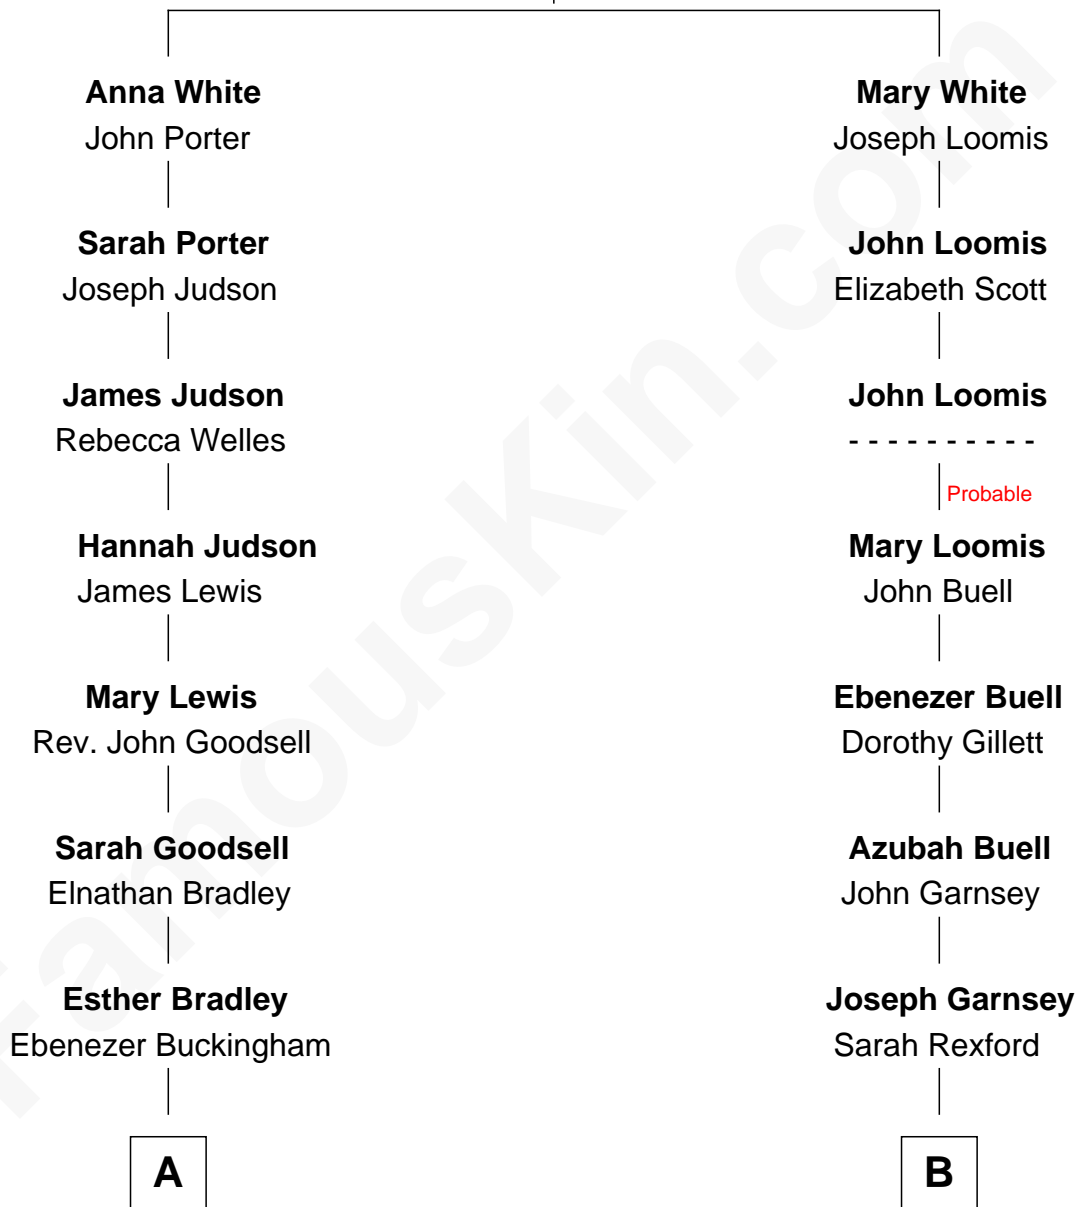 Anna White
John Porter
Mary White
Joseph Loomis
Sarah Porter
Joseph Judson
John Loomis
Elizabeth Scott
James Judson
Rebecca Welles
John Loomis
- - - - - - - - - -
Probable
Hannah Judson
James Lewis
Mary Loomis
John Buell
Mary Lewis
Rev. John Goodsell
Ebenezer Buell
Dorothy Gillett
Sarah Goodsell
Elnathan Bradley
Azubah Buell
John Garnsey
Esther Bradley
Ebenezer Buckingham
Joseph Garnsey
Sarah Rexford
A
B
FamousKin.com